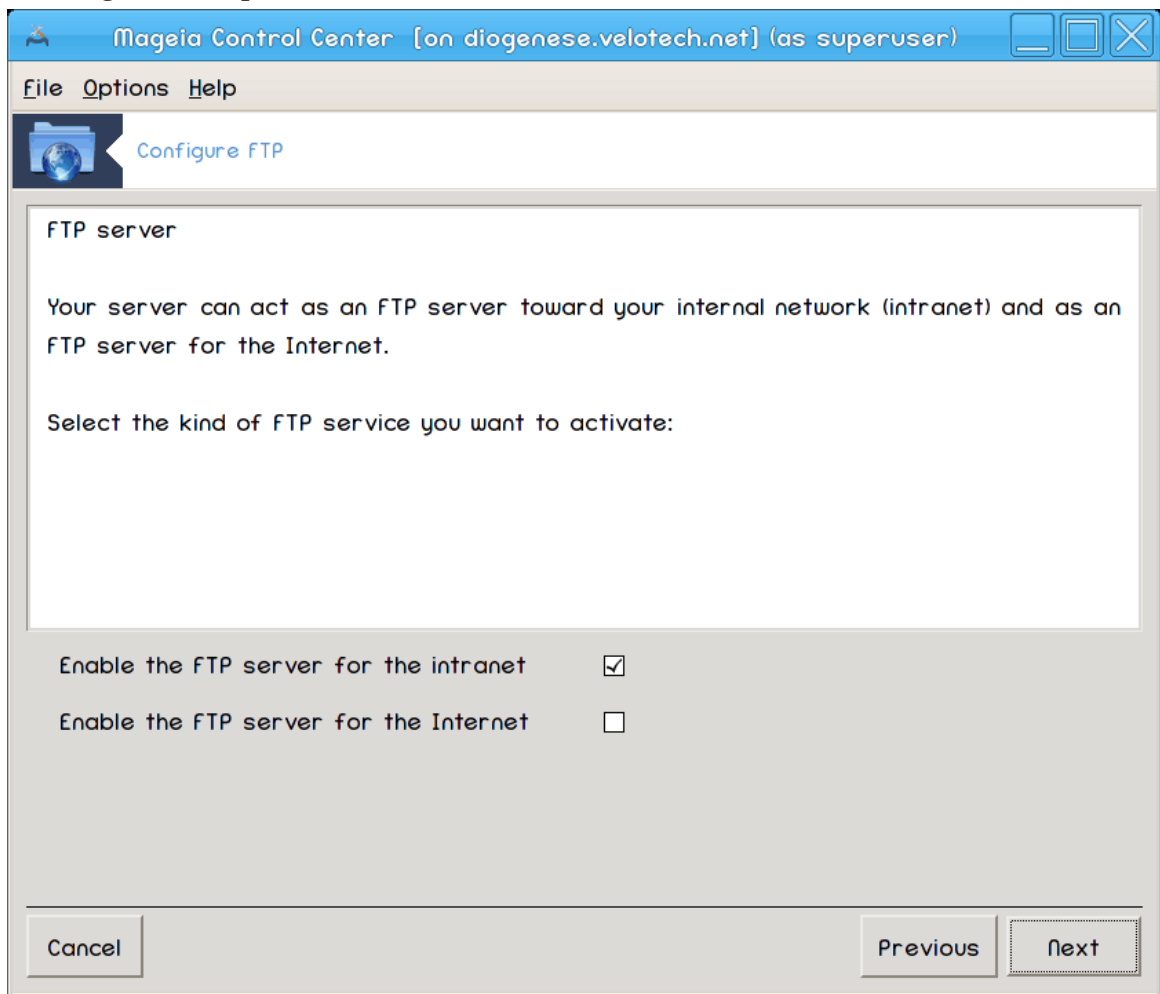 Mageia Control Center [on diogenese.velotech.net] (as superuser)
File Options Help
Configure FTP
FTP server
Your server can act as an FTP server toward your internal network (intranet) and as an
FTP server for the Internet.
Select the kind of FTP service you want to activate:
Enable the FTP server for the intranet
Enable the FTP server for the Internet
Cancel Previous Next